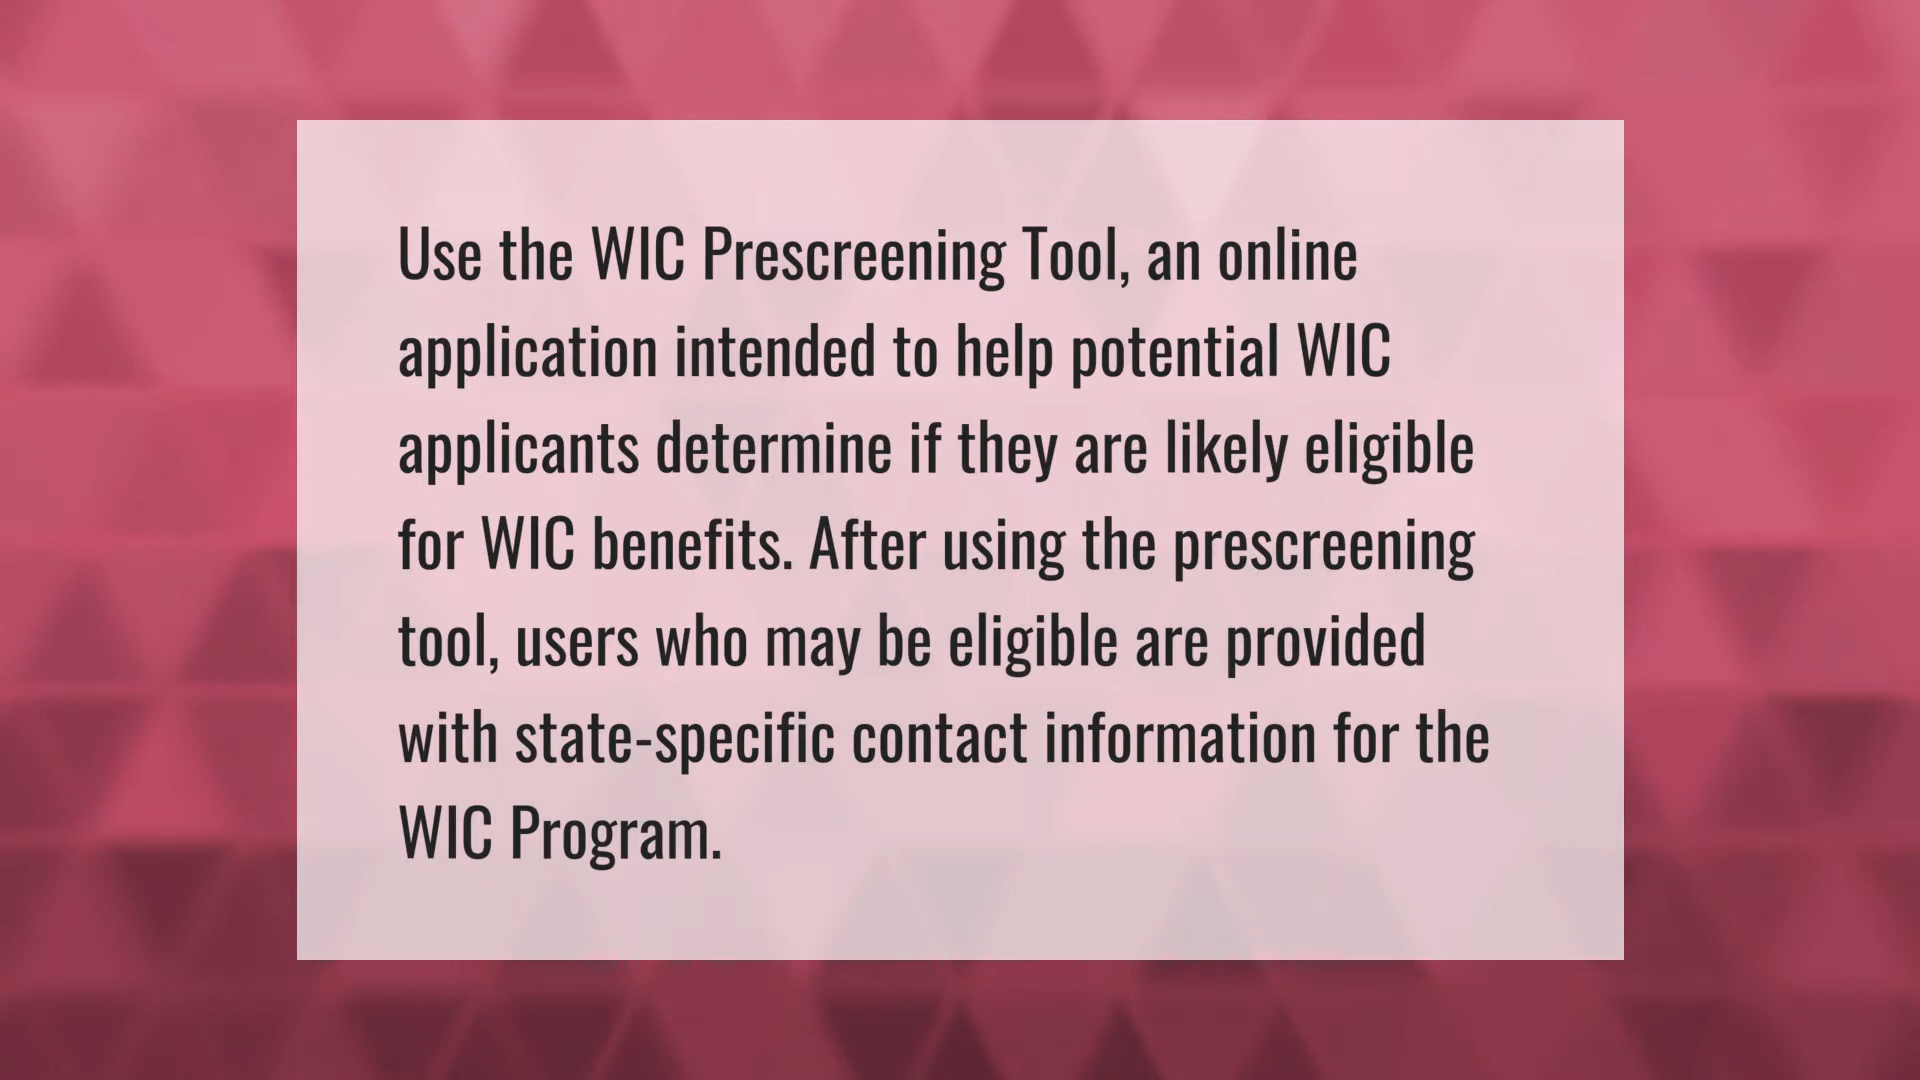 Use the WIC Prescreening Tool, an online
application intended to help potential WIC
applicants determine if they are likely eligible
for WIC benefits. After using the prescreening
tool, users who may be eligible are provided
with state-specific contact information for the
WIC Program.